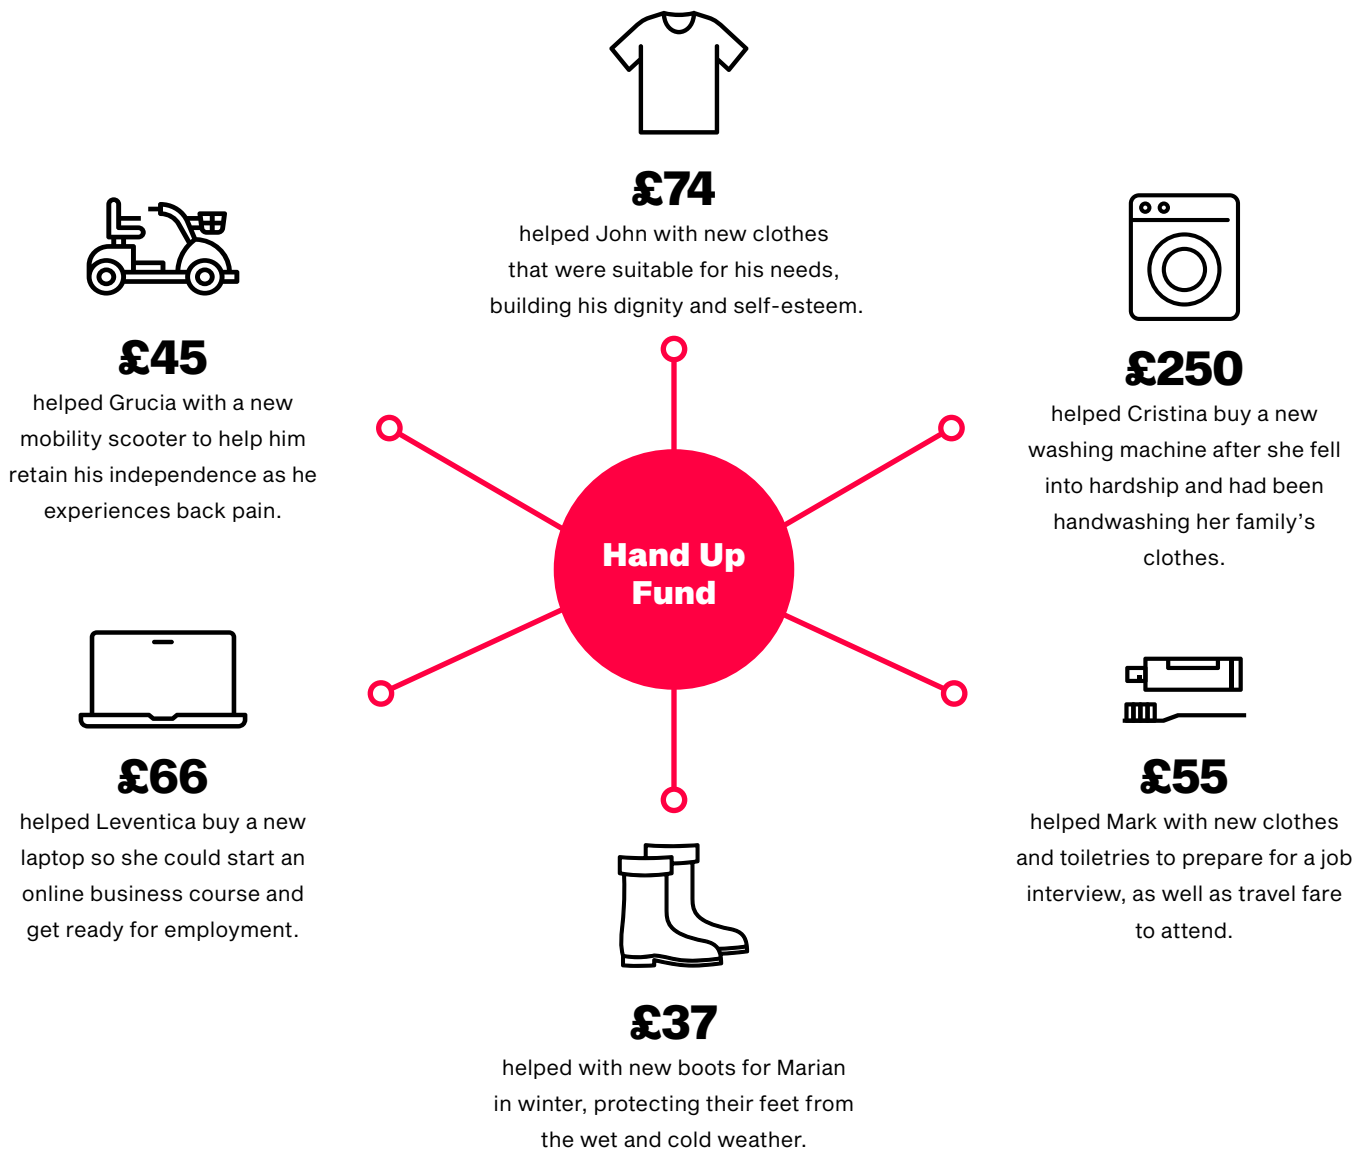 £74
helped John with new clothes
that were suitable for his needs,
building his dignity and self-esteem.
£45
helped Grucia with a new
mobility scooter to help him
retain his independence as he
experiences back pain.
£250
helped Cristina buy a new
washing machine after she fell
into hardship and had been
handwashing her family’s
clothes.
Hand Up
Fund
£66
helped Leventica buy a new
laptop so she could start an
online business course and
get ready for employment.
£55
helped Mark with new clothes
and toiletries to prepare for a job
interview, as well as travel fare
to attend.
£37
helped with new boots for Marian
in winter, protecting their feet from
the wet and cold weather.